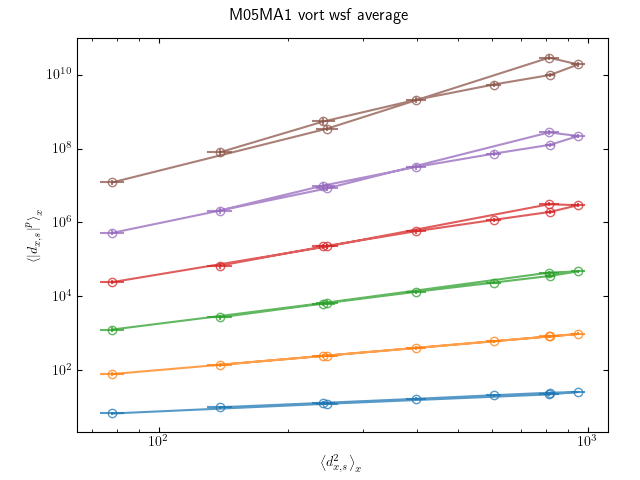 M05MA1 vort wsf average
10^{10}
10^{8}
10^{6}
10^{4}
10^{2}
⟨|d_{x,s}|^p⟩_x
10^{2}
10^{3}
⟨d^2_{x,s}⟩_x